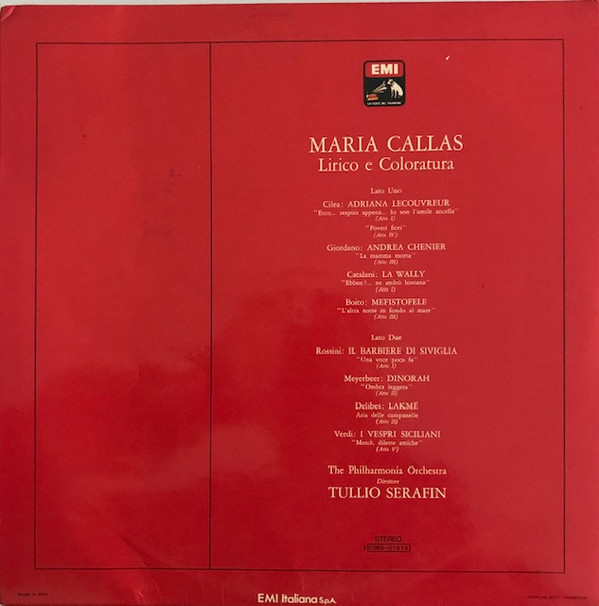 EMI
LA VOCE DEL PADRONE
MARIA CALLAS
Lirico e Coloratura
Lato Uno
Cilea: ADRIANA LECOUVREUR
"Ecco... respiro appena... Io son l'umile ancella"
(Atto I)
"Poveri fiori"
(Atto IV)
Giordano: ANDREA CHENIER
"La mamma morta"
(Atto III)
Catalani: LA WALLY
"Ebben?... ne andrò lontana"
(Atto I)
Boito: MEFISTOFELE
"L'altra notte in fondo al mare"
(Atto III)
Lato Due
Rossini: IL BARBIERE DI SIVIGLIA
"Una voce poco fa"
(Atto I)
Meyerbeer: DINORAH
"Ombra leggera"
(Atto II)
Delibes: LAKMÉ
Aria delle campanelle
(Atto II)
Verdi: I VESPRI SICILIANI
"Mercè, dilette amiche"
(Atto V)
The Philharmonia Orchestra
Direttore
TULLIO SERAFIN
STEREO
EMI Italiana S.p.A.